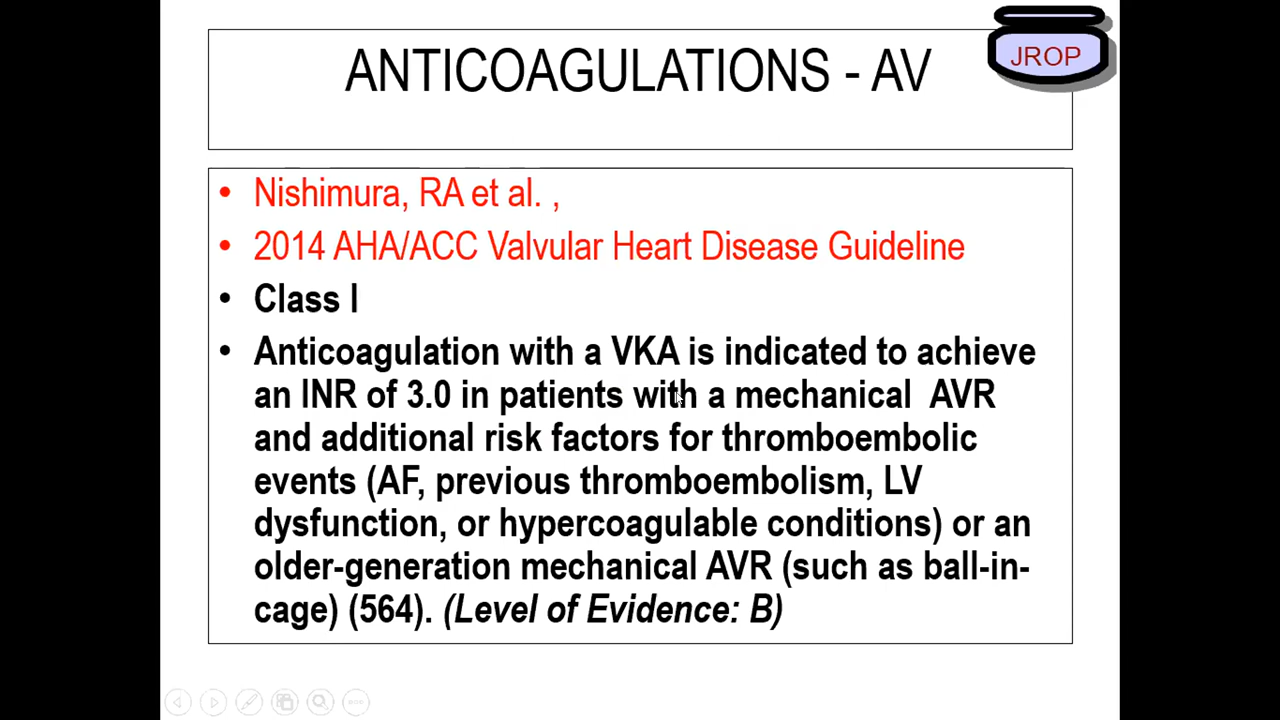 JROP
ANTICOAGULATIONS - AV
• Nishimura, RA et al. ,
• 2014 AHA/ACC Valvular Heart Disease Guideline
• Class I
• Anticoagulation with a VKA is indicated to achieve
an INR of 3.0 in patients with a mechanical  AVR
and additional risk factors for thromboembolic
events (AF, previous thromboembolism, LV
dysfunction, or hypercoagulable conditions) or an
older-generation mechanical AVR (such as ball-in-
cage) (564). (Level of Evidence: B)